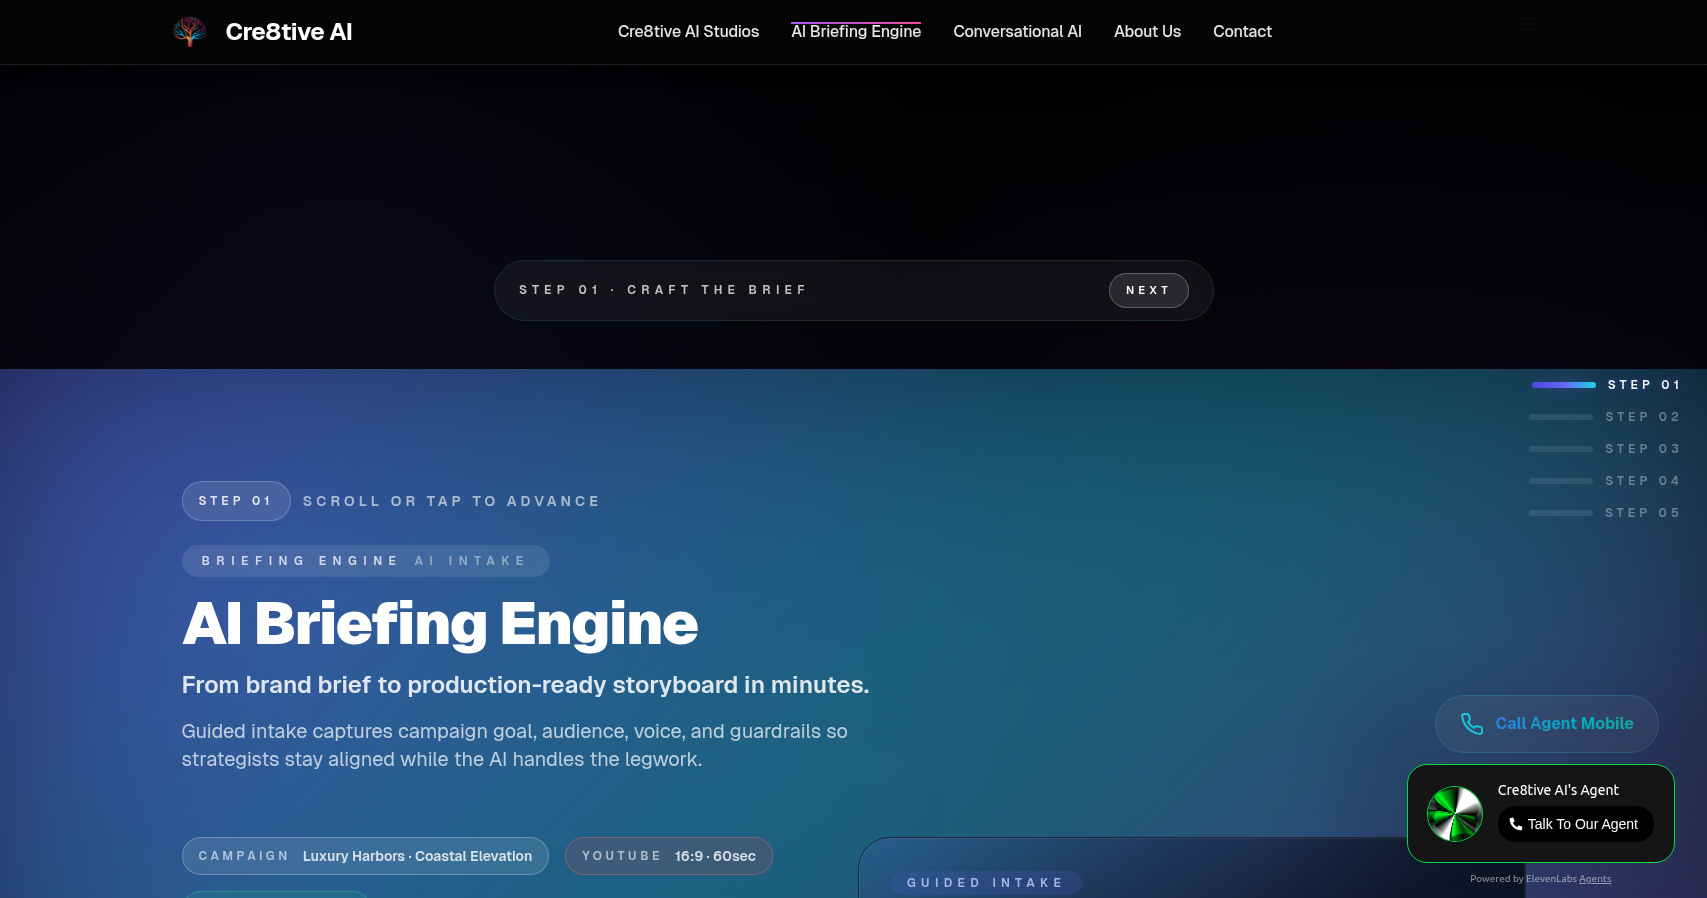 Cre8tive AI
Cre8tive AI Studios
AI Briefing Engine
Conversational AI
About Us
Contact
STEP 01 · CRAFT THE BRIEF
NEXT
STEP 01
STEP 02
STEP 03
STEP 04
STEP 05
STEP 01
SCROLL OR TAP TO ADVANCE
BRIEFING ENGINE AI INTAKE
AI Briefing Engine
From brand brief to production-ready storyboard in minutes.
Guided intake captures campaign goal, audience, voice, and guardrails so
strategists stay aligned while the AI handles the legwork.
CAMPAIGN Luxury Harbors · Coastal Elevation
YOUTUBE 16:9 · 60sec
GUIDED INTAKE
Call Agent Mobile
Cre8tive AI's Agent
Talk To Our Agent
Powered by ElevenLabs Agents